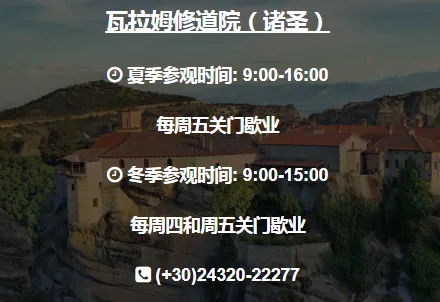 瓦拉姆修道院（诸圣）
夏季参观时间: 9:00-16:00
每周五关门歇业
冬季参观时间: 9:00-15:00
每周四和周五关门歇业
(+30)24320-22277